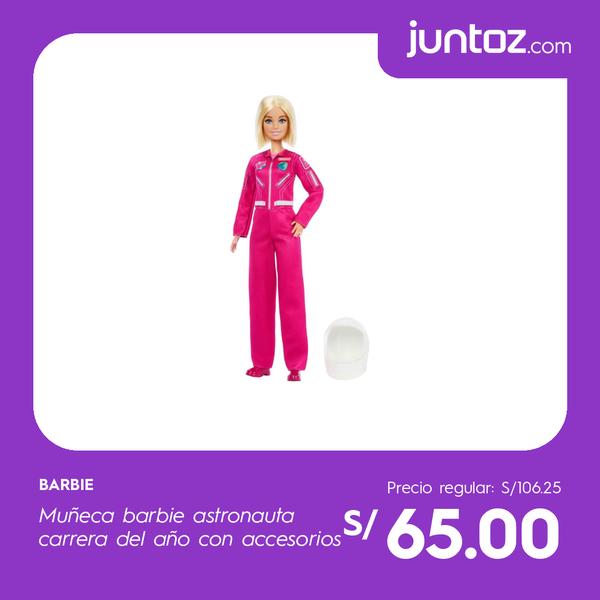 juntoz.com
BARBIE
Precio regular: S/106.25
Muñeca barbie astronauta
carrera del año con accesorios
S/ 65.00